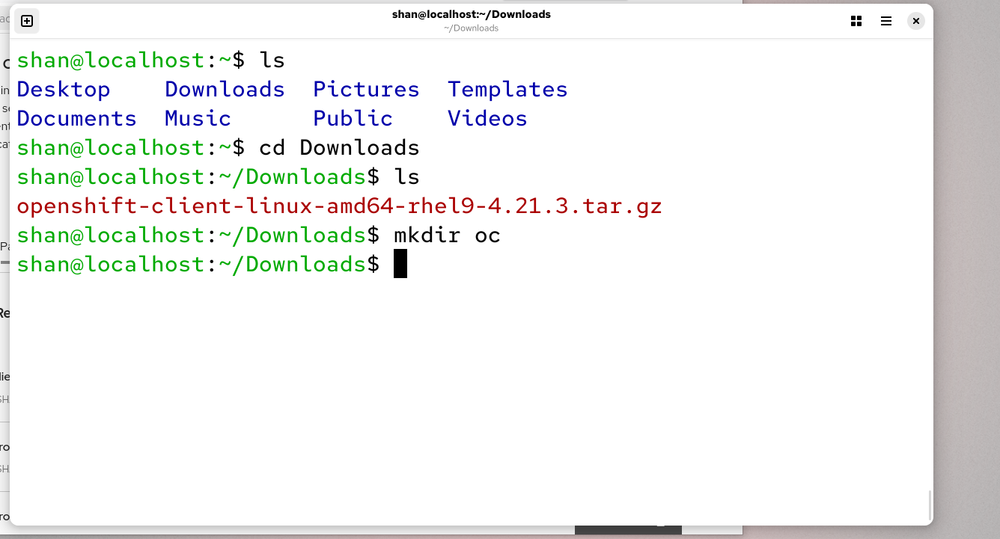 shan@localhost:~/Downloads
~/Downloads
shan@localhost:~$ ls
Desktop    Downloads  Pictures  Templates
Documents  Music      Public    Videos
shan@localhost:~$ cd Downloads
shan@localhost:~/Downloads$ ls
openshift-client-linux-amd64-rhel9-4.21.3.tar.gz
shan@localhost:~/Downloads$ mkdir oc
shan@localhost:~/Downloads$